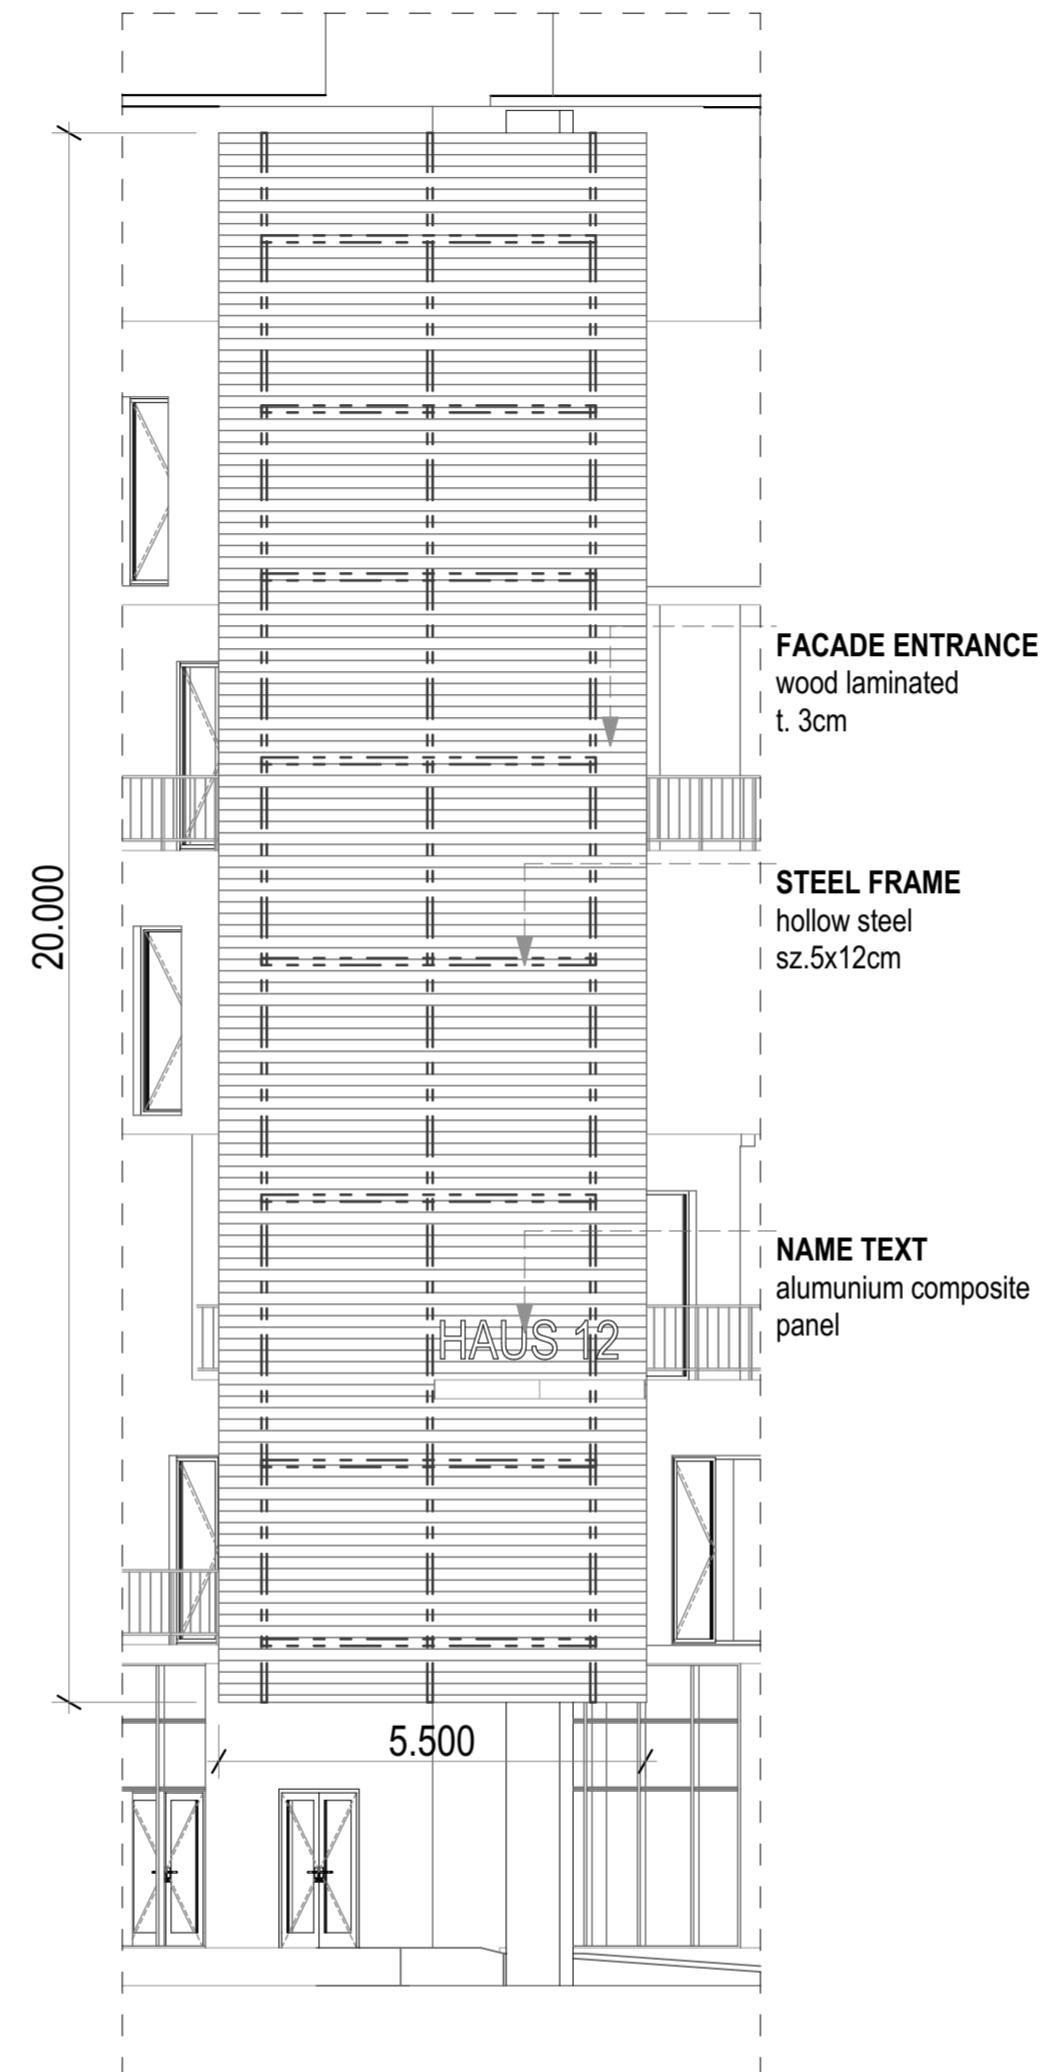 FACADE ENTRANCE
wood laminated
t. 3cm
20.000
STEEL FRAME
hollow steel
sz.5x12cm
NAME TEXT
alumunium composite
panel
HAUS 12
5.500